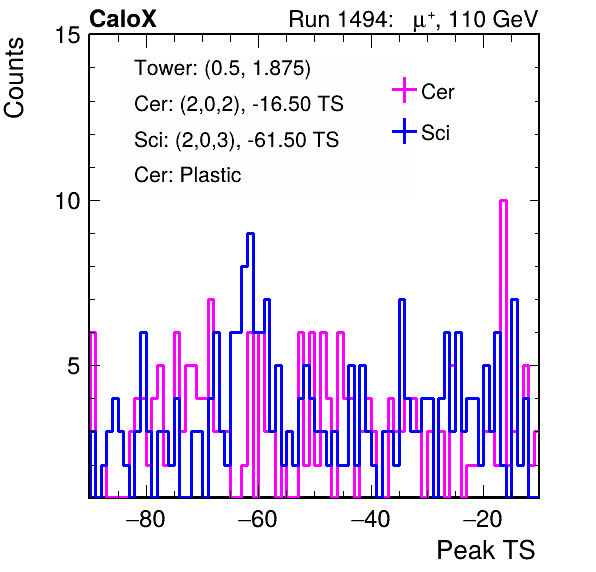 CaloX Run 1494: μ⁺, 110 GeV
Counts
15
Tower: (0.5, 1.875)
Cer: (2,0,2), -16.50 TS
Sci: (2,0,3), -61.50 TS
Cer: Plastic
Cer
Sci
10
5
−80 −60 −40 −20
Peak TS